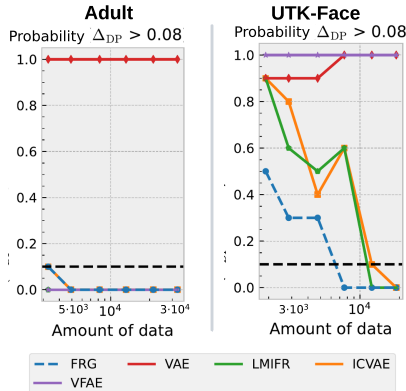 Adult
Probability Δ_DP > 0.08
1.0
0.8
0.6
0.4
0.2
0.0
5·10³
10⁴
3·10⁴
Amount of data
UTK-Face
Probability Δ_DP > 0.08
1.0
0.8
0.6
0.4
0.2
0.0
3·10³
10⁴
Amount of data
FRG VAE LMIFR ICVAE
VFAE